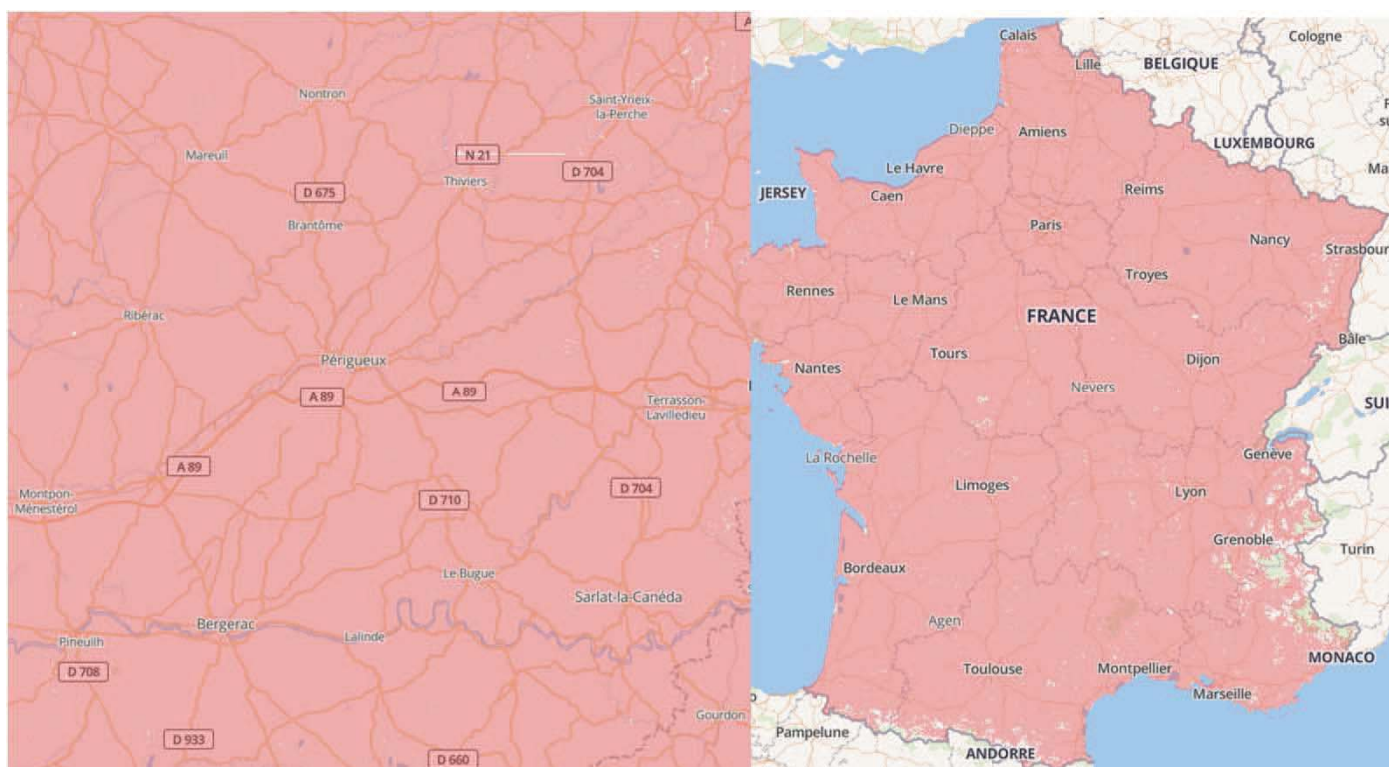 Nontron
Saint-Yrieix-
la-Perche
Mareuil
N 21
Thiviers
D 704
D 675
Brantôme
Ribérac
Périgueux
A 89
A 89
Terrasson-
Lavilledieu
A 89
Montpon-
Ménestérol
D 710
D 704
Le Bugue
Sarlat-la-Canéda
Bergerac
Lalinde
Pineuilh
D 708
Gourdon
D 933
D 660
Calais
Lille
BELGIQUE
Cologne
Dieppe
Amiens
LUXEMBOURG
Le Havre
JERSEY
Caen
Reims
Paris
Nancy
Strasbour
Troyes
Rennes
Le Mans
FRANCE
Bâle
Tours
Dijon
Nantes
Nevers
SUI
La Rochelle
Genève
Limoges
Lyon
Grenoble
Turin
Bordeaux
Agen
Toulouse
Montpellier
MONACO
Marseille
Pampelune
ANDORRE